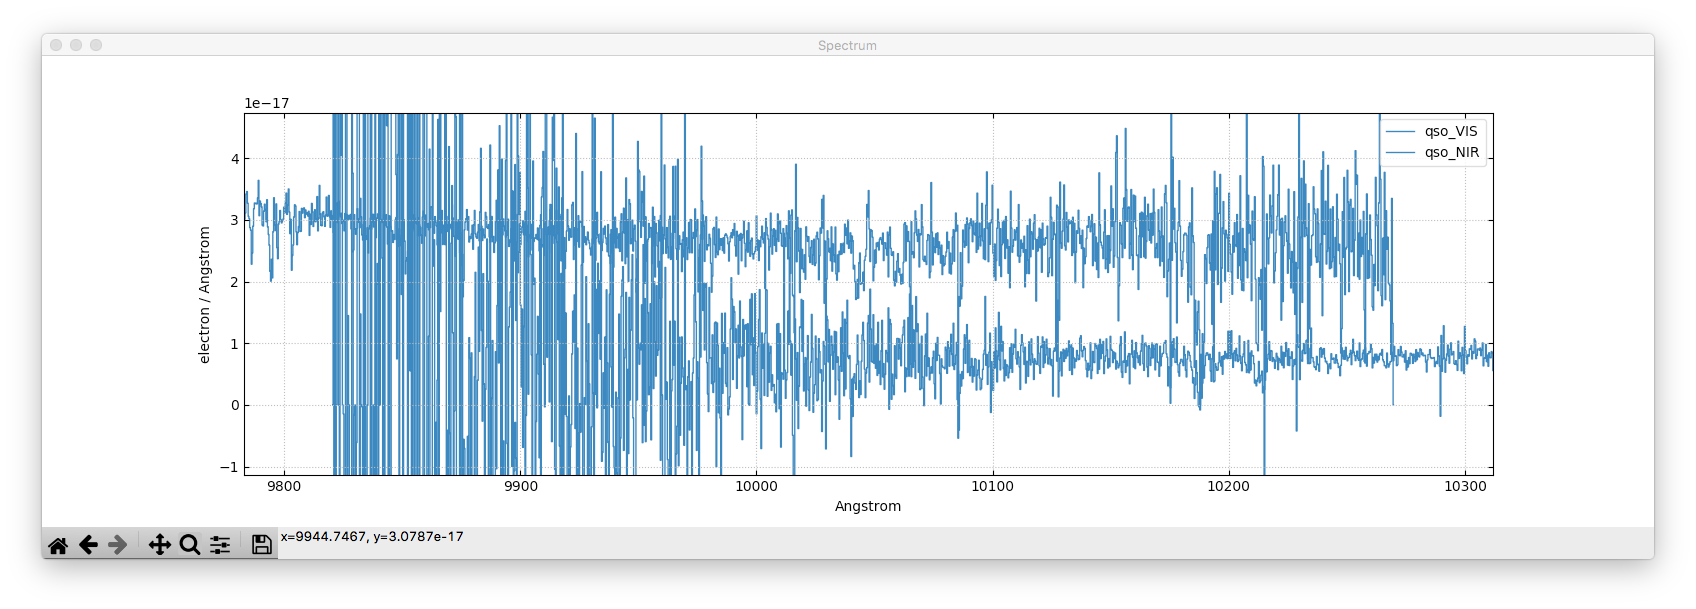 Spectrum
1e−17
qso_VIS
qso_NIR
4
3
2
1
0
−1
electron / Angstrom
9800 9900 10000 10100 10200 10300
Angstrom
x=9944.7467, y=3.0787e-17